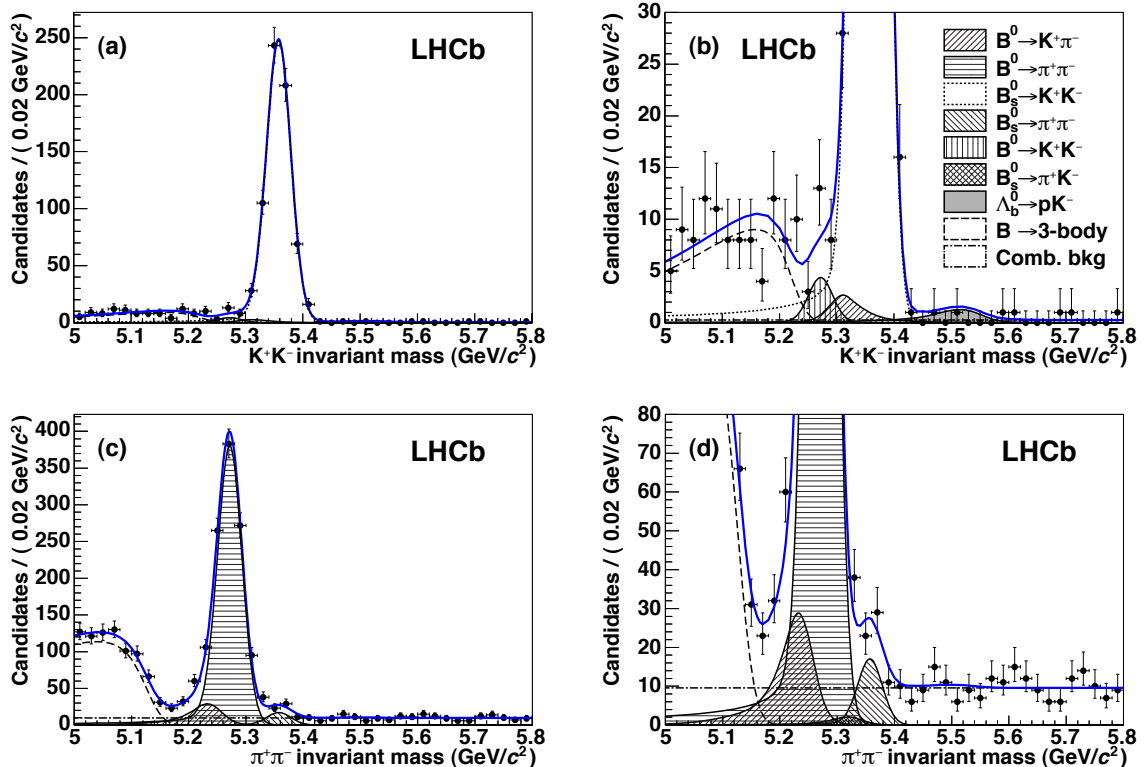 (a) LHCb
Candidates / ( 0.02 GeV/c²)
250
200
150
100
50
0
5 5.1 5.2 5.3 5.4 5.5 5.6 5.7 5.8
K⁺K⁻ invariant mass (GeV/c²)
(b) LHCb
Candidates / ( 0.02 GeV/c²)
30
25
20
15
10
5
0
5 5.1 5.2 5.3 5.4 5.5 5.6 5.7 5.8
K⁺K⁻ invariant mass (GeV/c²)
B⁰→K⁺π⁻
B⁰→π⁺π⁻
B⁰ₛ→K⁺K⁻
B⁰ₛ→π⁺π⁻
B⁰→K⁺K⁻
B⁰ₛ→π⁺K⁻
Λ⁰_b→pK⁻
B →3-body
Comb. bkg
(c) LHCb
Candidates / ( 0.02 GeV/c²)
400
350
300
250
200
150
100
50
0
5 5.1 5.2 5.3 5.4 5.5 5.6 5.7 5.8
π⁺π⁻ invariant mass (GeV/c²)
(d) LHCb
Candidates / ( 0.02 GeV/c²)
80
70
60
50
40
30
20
10
0
5 5.1 5.2 5.3 5.4 5.5 5.6 5.7 5.8
π⁺π⁻ invariant mass (GeV/c²)